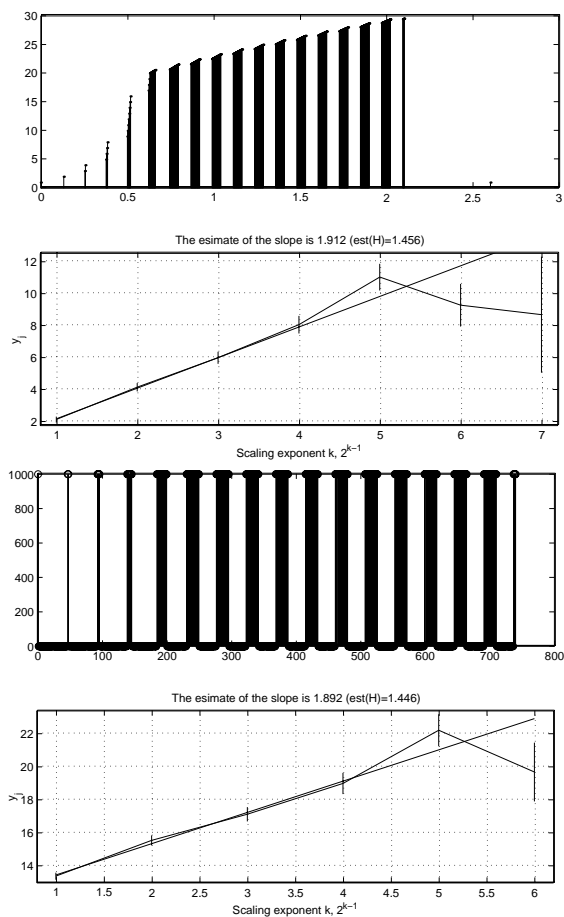 30
25
20
15
10
5
0
0 0.5 1 1.5 2 2.5 3
The esimate of the slope is 1.912 (est(H)=1.456)
12
10
8
6
4
2
y_j
1 2 3 4 5 6 7
Scaling exponent k, 2^{k-1}
1000
800
600
400
200
0
0 100 200 300 400 500 600 700 800
The esimate of the slope is 1.892 (est(H)=1.446)
22
20
18
16
14
y_j
1 1.5 2 2.5 3 3.5 4 4.5 5 5.5 6
Scaling exponent k, 2^{k-1}